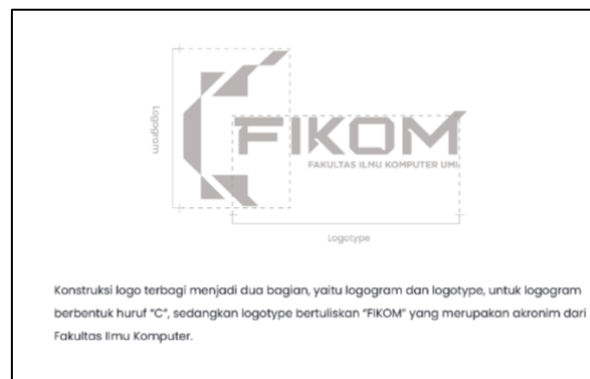 Logogram
FIKOM
FAKULTAS ILMU KOMPUTER UMI
Logotype
Konstruksi logo terbagi menjadi dua bagian, yaitu logogram dan logotype, untuk logogram
berbentuk huruf "C", sedangkan logotype bertuliskan "FIKOM" yang merupakan akronim dari
Fakultas Ilmu Komputer.